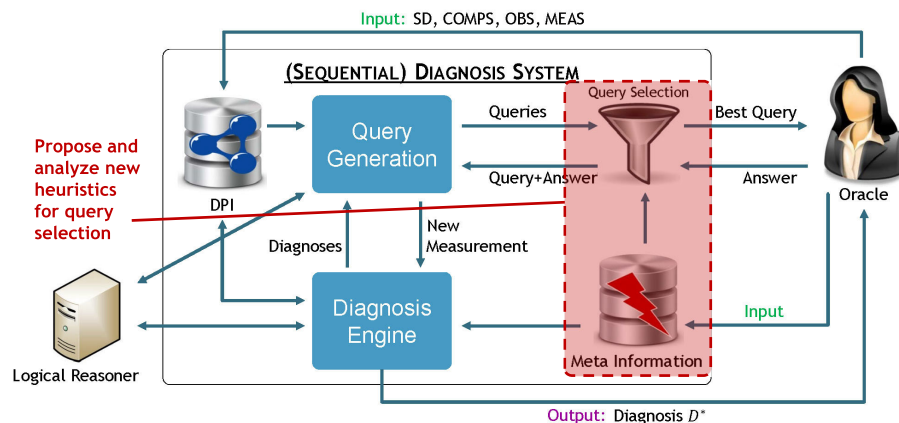 Input: SD, COMPS, OBS, MEAS
(SEQUENTIAL) DIAGNOSIS SYSTEM
Query Selection
Queries
Best Query
Query
Generation
Propose and
analyze new
heuristics
for query
selection
Query+Answer
Answer
Oracle
DPI
Diagnoses
New
Measurement
Diagnosis
Engine
Input
Meta Information
Logical Reasoner
Output: Diagnosis D*